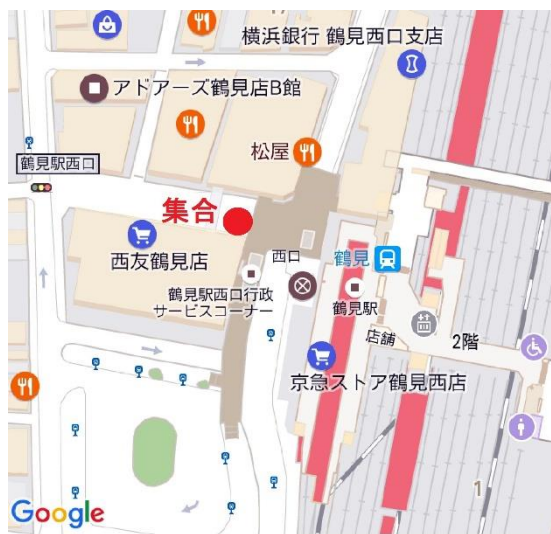 横浜銀行 鶴見西口支店
アドアーズ鶴見店B館
松屋
鶴見駅西口
集合
西友鶴見店
西口
鶴見
鶴見駅西口行政
サービスコーナー
鶴見駅
店舗
2階
京急ストア鶴見西店
1
Google